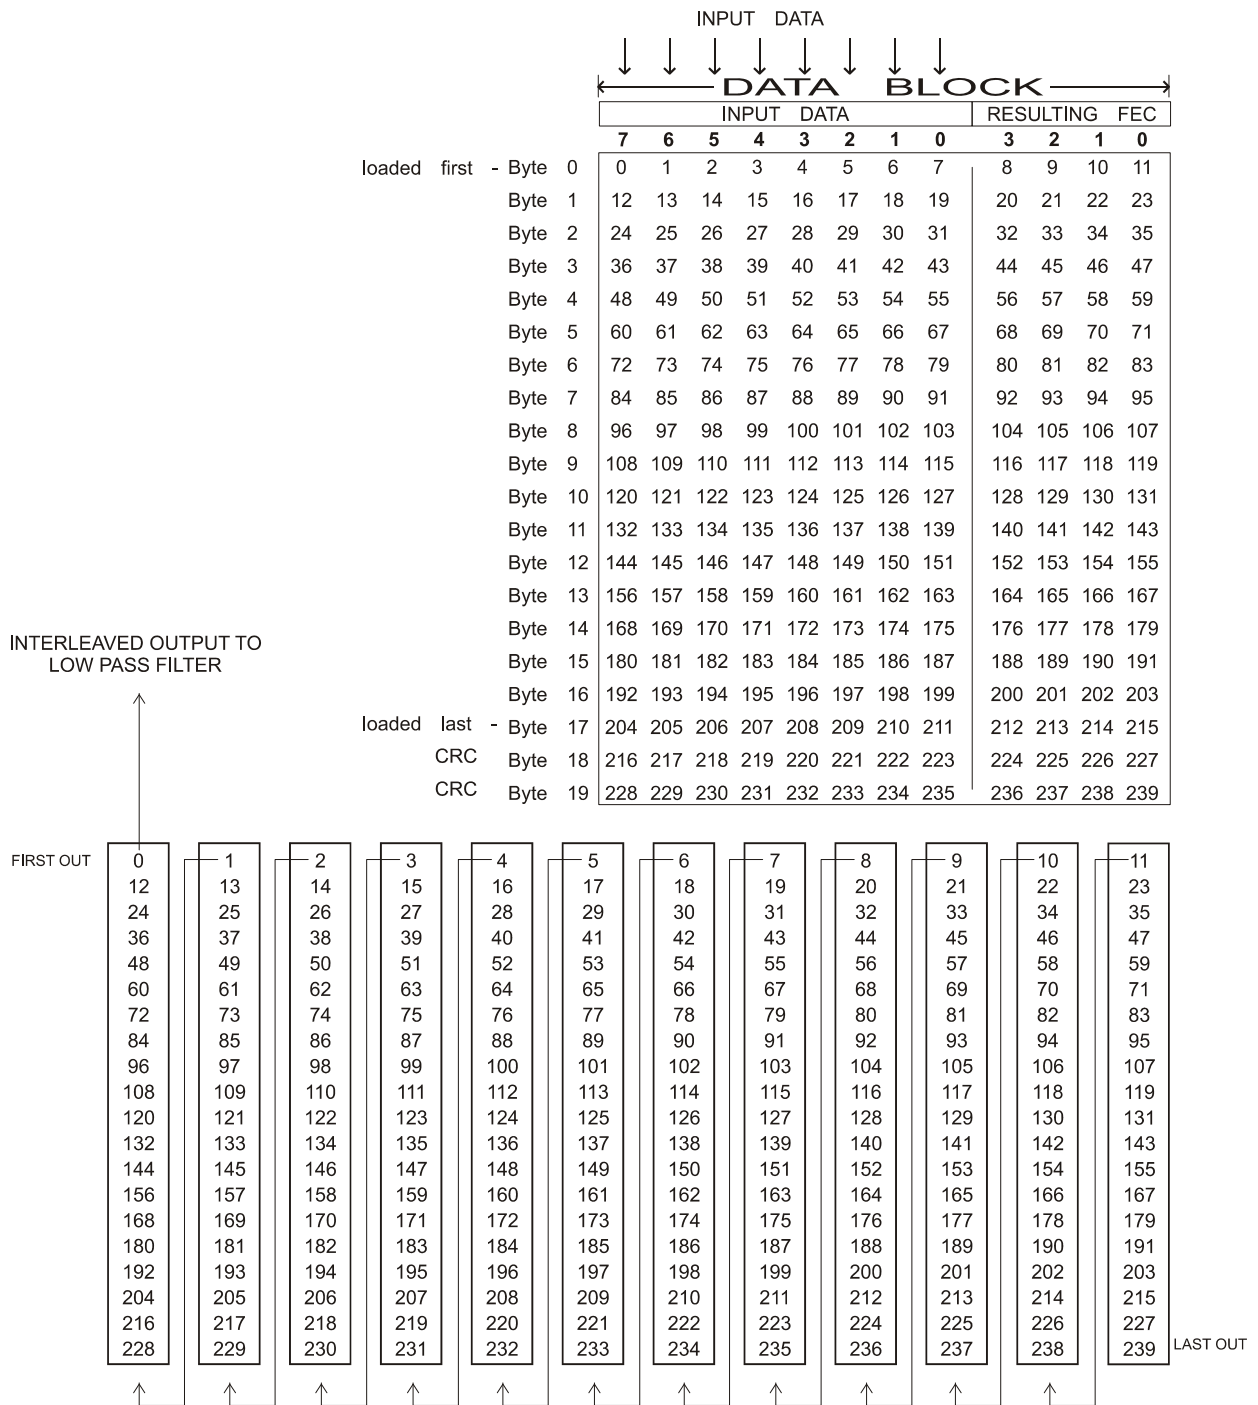 INPUT DATA
DATA BLOCK
INPUT DATA RESULTING FEC
7 6 5 4 3 2 1 0 3 2 1 0
loaded first - Byte 0 0 1 2 3 4 5 6 7 8 9 10 11
Byte 1 12 13 14 15 16 17 18 19 20 21 22 23
Byte 2 24 25 26 27 28 29 30 31 32 33 34 35
Byte 3 36 37 38 39 40 41 42 43 44 45 46 47
Byte 4 48 49 50 51 52 53 54 55 56 57 58 59
Byte 5 60 61 62 63 64 65 66 67 68 69 70 71
Byte 6 72 73 74 75 76 77 78 79 80 81 82 83
Byte 7 84 85 86 87 88 89 90 91 92 93 94 95
Byte 8 96 97 98 99 100 101 102 103 104 105 106 107
Byte 9 108 109 110 111 112 113 114 115 116 117 118 119
Byte 10 120 121 122 123 124 125 126 127 128 129 130 131
Byte 11 132 133 134 135 136 137 138 139 140 141 142 143
Byte 12 144 145 146 147 148 149 150 151 152 153 154 155
Byte 13 156 157 158 159 160 161 162 163 164 165 166 167
Byte 14 168 169 170 171 172 173 174 175 176 177 178 179
Byte 15 180 181 182 183 184 185 186 187 188 189 190 191
Byte 16 192 193 194 195 196 197 198 199 200 201 202 203
loaded last - Byte 17 204 205 206 207 208 209 210 211 212 213 214 215
CRC Byte 18 216 217 218 219 220 221 222 223 224 225 226 227
CRC Byte 19 228 229 230 231 232 233 234 235 236 237 238 239
INTERLEAVED OUTPUT TO
LOW PASS FILTER
FIRST OUT 0 1 2 3 4 5 6 7 8 9 10 11
12 13 14 15 16 17 18 19 20 21 22 23
24 25 26 27 28 29 30 31 32 33 34 35
36 37 38 39 40 41 42 43 44 45 46 47
48 49 50 51 52 53 54 55 56 57 58 59
60 61 62 63 64 65 66 67 68 69 70 71
72 73 74 75 76 77 78 79 80 81 82 83
84 85 86 87 88 89 90 91 92 93 94 95
96 97 98 99 100 101 102 103 104 105 106 107
108 109 110 111 112 113 114 115 116 117 118 119
120 121 122 123 124 125 126 127 128 129 130 131
132 133 134 135 136 137 138 139 140 141 142 143
144 145 146 147 148 149 150 151 152 153 154 155
156 157 158 159 160 161 162 163 164 165 166 167
168 169 170 171 172 173 174 175 176 177 178 179
180 181 182 183 184 185 186 187 188 189 190 191
192 193 194 195 196 197 198 199 200 201 202 203
204 205 206 207 208 209 210 211 212 213 214 215
216 217 218 219 220 221 222 223 224 225 226 227
228 229 230 231 232 233 234 235 236 237 238 239 LAST OUT